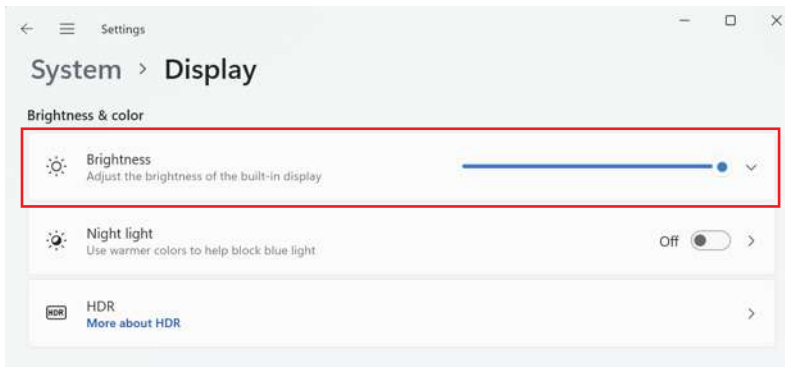 Settings
System > Display
Brightness & color
Brightness
Adjust the brightness of the built-in display
Night light
Use warmer colors to help block blue light
Off
HDR
HDR
More about HDR